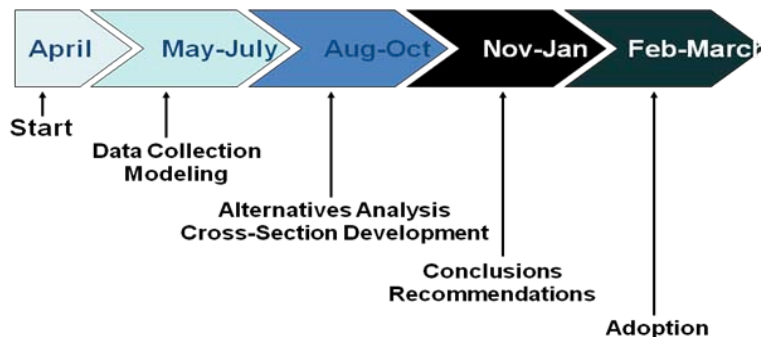 April May-July Aug-Oct Nov-Jan Feb-March
Start
Data Collection
Modeling
Alternatives Analysis
Cross-Section Development
Conclusions
Recommendations
Adoption